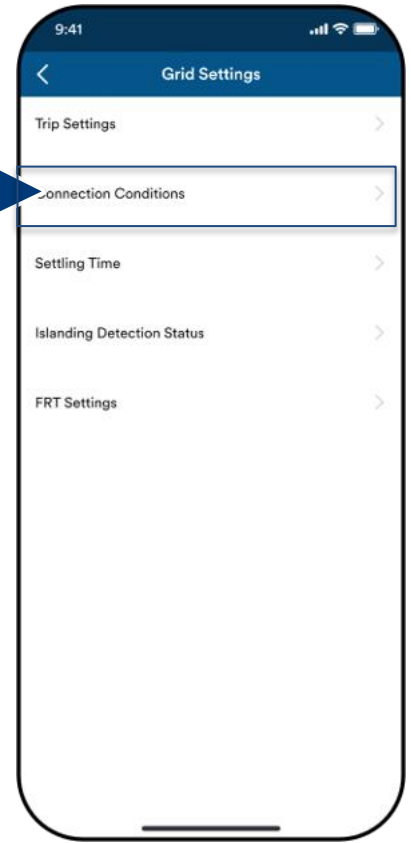 9:41
Grid Settings
Trip Settings
Connection Conditions
Settling Time
Islanding Detection Status
FRT Settings